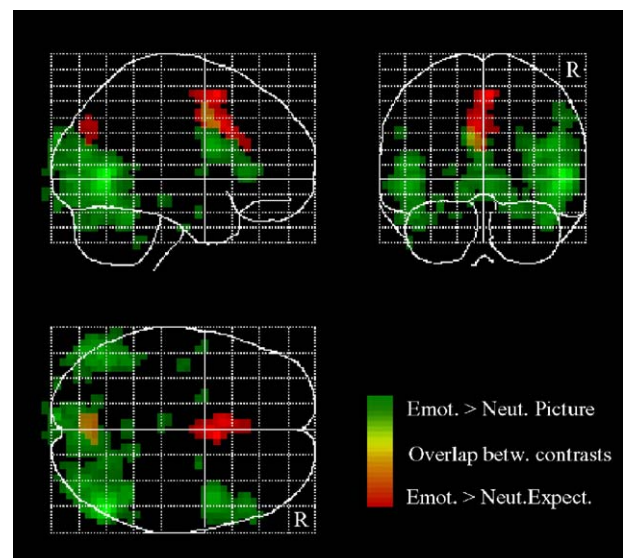 R
R
Emot. > Neut. Picture
Overlap betw. contrasts
Emot. > Neut.Expect.